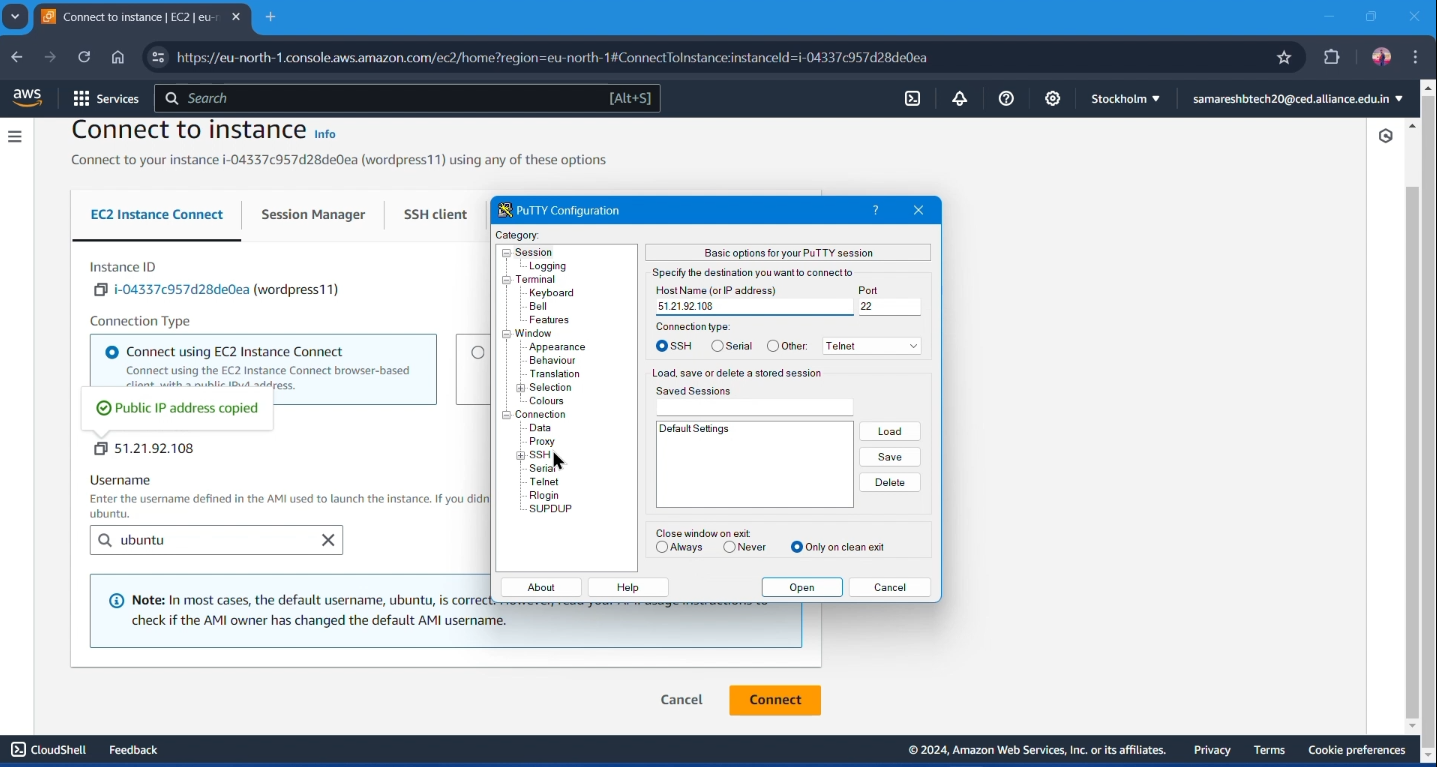 Connect to instance | EC2 | eu-n
https://eu-north-1.console.aws.amazon.com/ec2/home?region=eu-north-1#ConnectToInstance:instanceId=i-04337c957d28de0ea
aws
Services
Search
[Alt+S]
Stockholm
samareshbtech20@ced.alliance.edu.in
Connect to instance Info
Connect to your instance i-04337c957d28de0ea (wordpress11) using any of these options
EC2 Instance Connect
Session Manager
SSH client
Instance ID
i-04337c957d28de0ea (wordpress11)
Connection Type
Connect using EC2 Instance Connect
Connect using the EC2 Instance Connect browser-based
client, with a public IPv4 address.
Public IP address copied
51.21.92.108
Username
Enter the username defined in the AMI used to launch the instance. If you didn
ubuntu.
ubuntu
Note: In most cases, the default username, ubuntu, is correct. However, read your AMI usage instructions to
check if the AMI owner has changed the default AMI username.
Cancel
Connect
PuTTY Configuration
?
Category:
Session
Logging
Terminal
Keyboard
Bell
Features
Window
Appearance
Behaviour
Translation
Selection
Colours
Connection
Data
Proxy
SSH
Serial
Telnet
Rlogin
SUPDUP
Basic options for your PuTTY session
Specify the destination you want to connect to
Host Name (or IP address)
Port
51.21.92.108
22
Connection type:
SSH
Serial
Other:
Telnet
Load, save or delete a stored session
Saved Sessions
Default Settings
Load
Save
Delete
Close window on exit:
Always
Never
Only on clean exit
About
Help
Open
Cancel
CloudShell
Feedback
© 2024, Amazon Web Services, Inc. or its affiliates.
Privacy
Terms
Cookie preferences